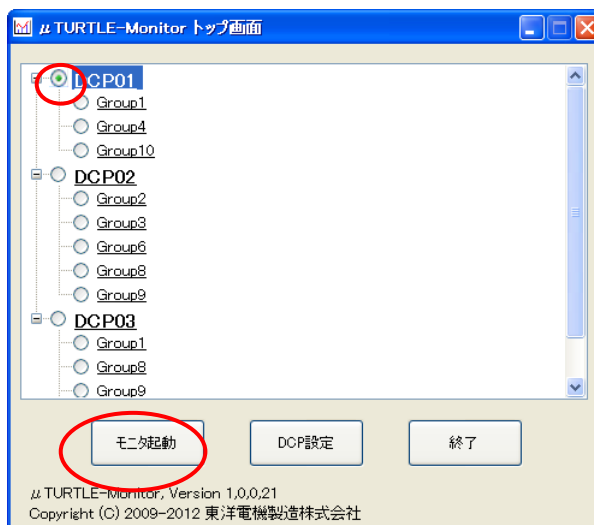 μTURTLE-Monitor トップ画面
DCP01
Group1
Group4
Group10
DCP02
Group2
Group3
Group6
Group8
Group9
DCP03
Group1
Group8
Group9
モニタ起動 DCP設定 終了
μTURTLE-Monitor, Version 1,0,0,21
Copyright (C) 2009-2012 東洋電機製造株式会社